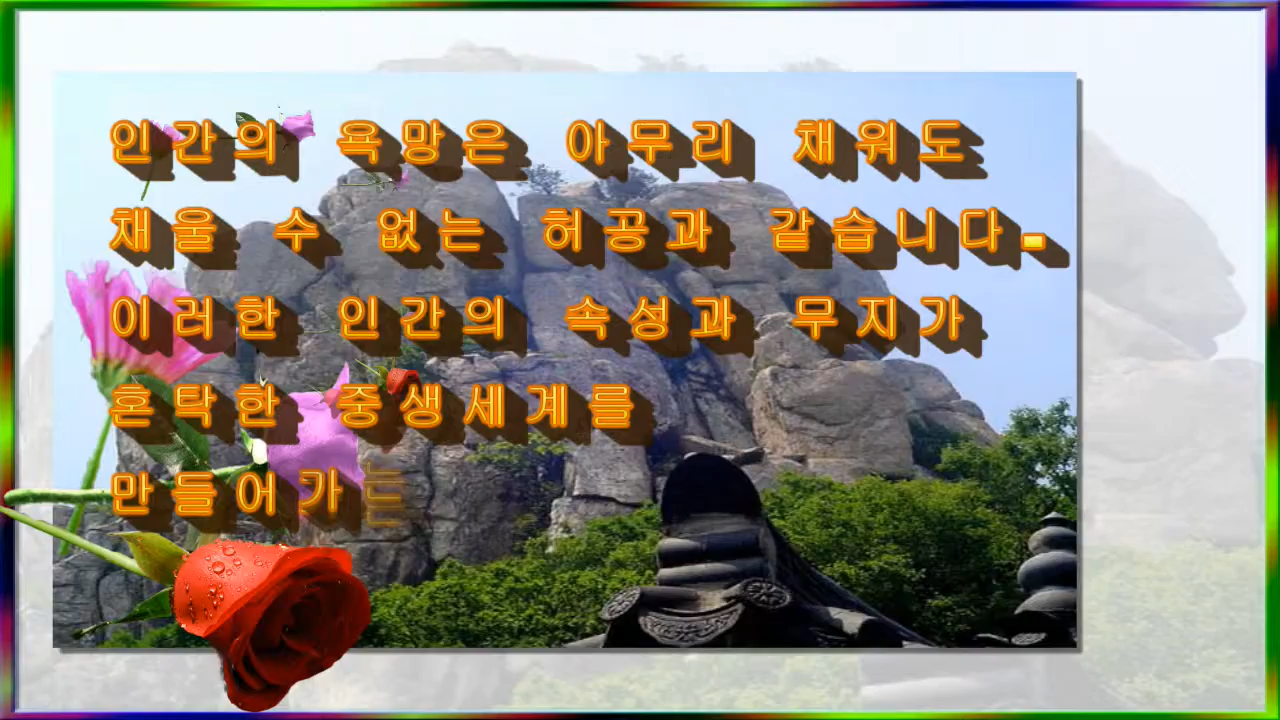 인간의 욕망은 아무리 채워도
채울 수 없는 허공과 같습니다.
이러한 인간의 속성과 무지가
혼탁한 중생세계를
만들어가는